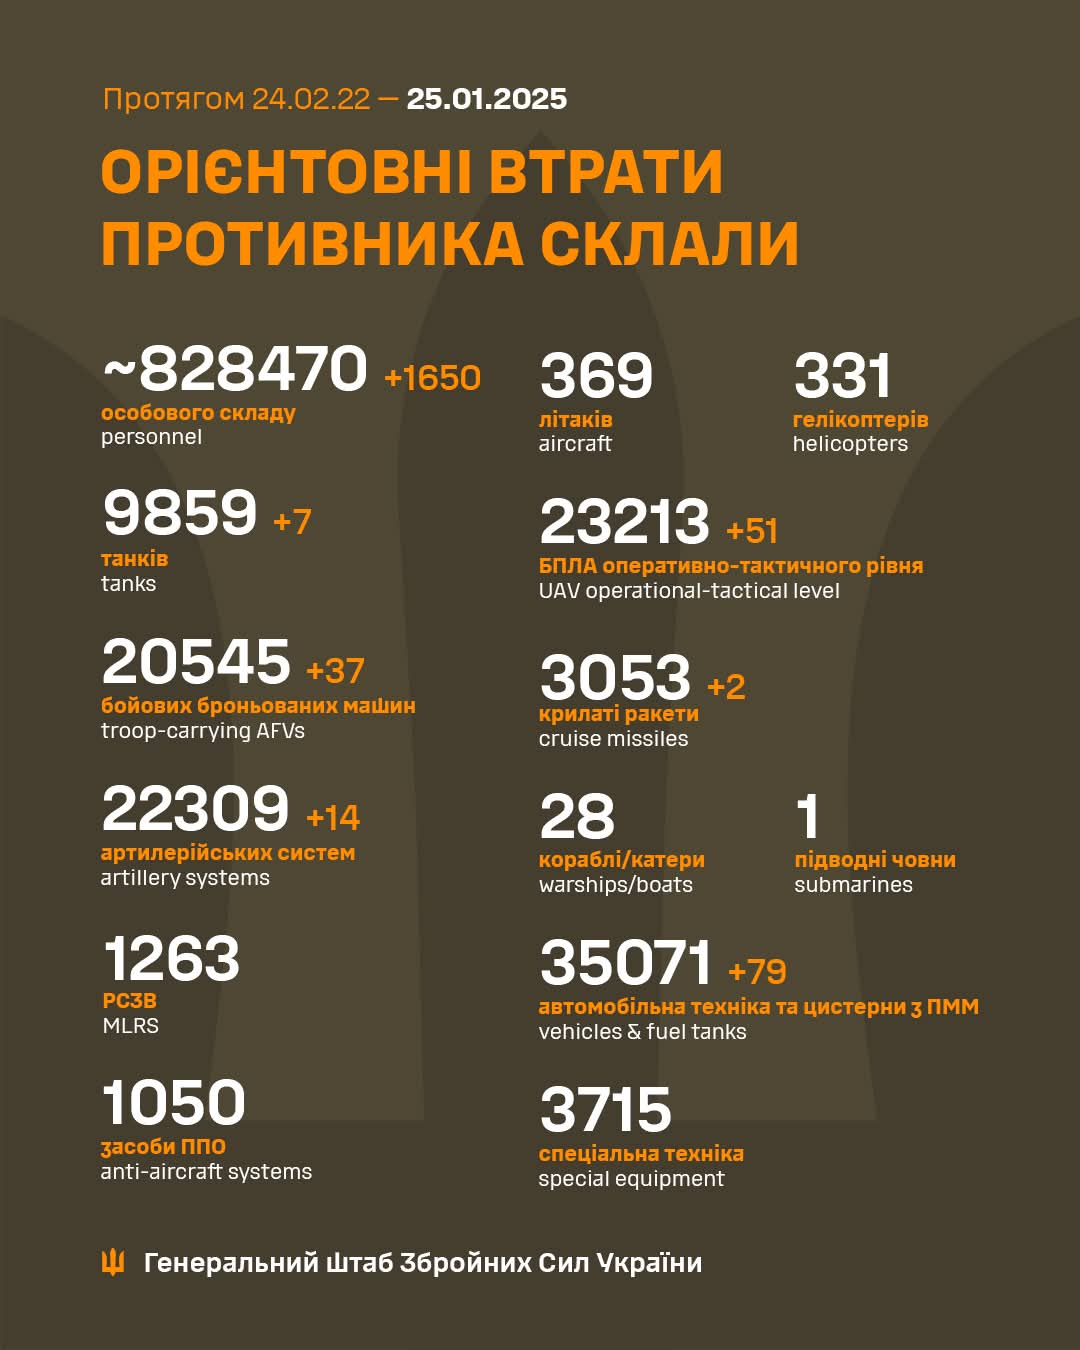 Протягом 24.02.22 — 25.01.2025
ОРІЄНТОВНІ ВТРАТИ
ПРОТИВНИКА СКЛАЛИ
~828470 +1650
особового складу
personnel
369
літаків
aircraft
331
гелікоптерів
helicopters
9859 +7
танків
tanks
23213 +51
БПЛА оперативно-тактичного рівня
UAV operational-tactical level
20545 +37
бойових броньованих машин
troop-carrying AFVs
3053 +2
крилаті ракети
cruise missiles
22309 +14
артилерійських систем
artillery systems
28
кораблі/катери
warships/boats
1
підводні човни
submarines
1263
РСЗВ
MLRS
35071 +79
автомобільна техніка та цистерни з ПММ
vehicles & fuel tanks
1050
засоби ППО
anti-aircraft systems
3715
спеціальна техніка
special equipment
Генеральний штаб Збройних Сил України